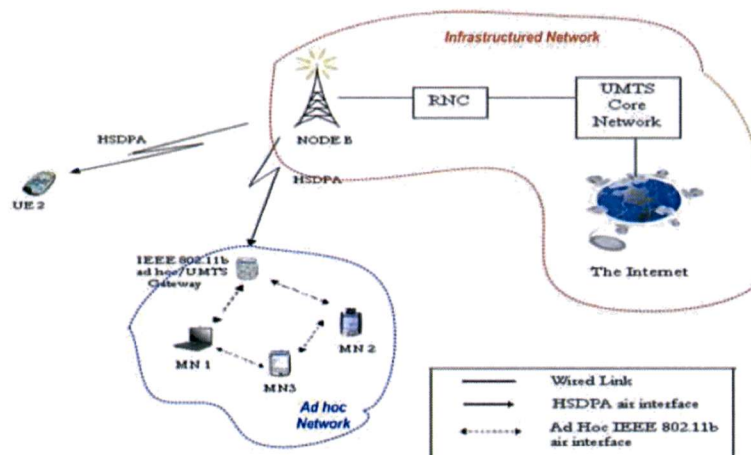 Infrastructured Network
RNC
UMTS
Core
Network
NODE B
HSDPA
HSDPA
UE 2
The Internet
IEEE 802.11b
ad hoc/UMTS
Gateway
MN 1
MN 2
MN3
Ad hoc
Network
Wired Link
HSDPA air interface
Ad Hoc IEEE 802.11b
air interface